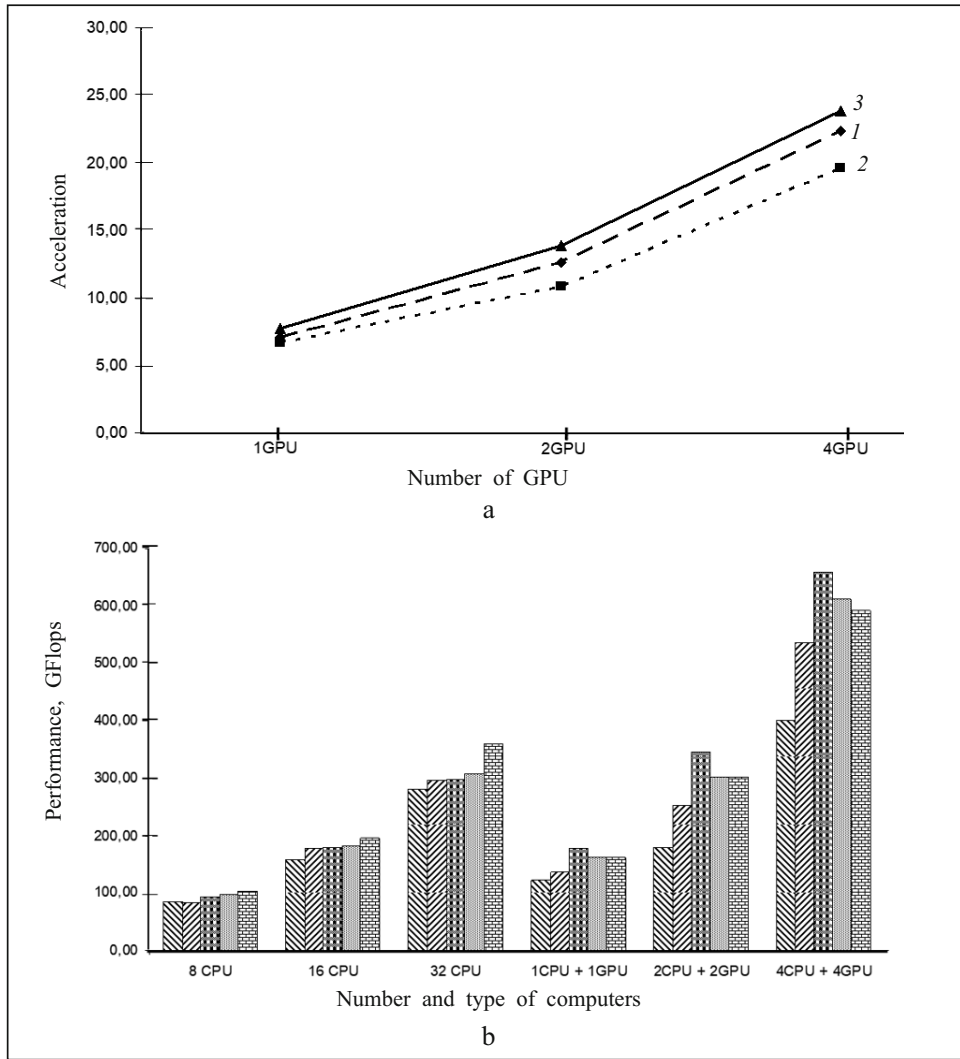 30,00
25,00
20,00
15,00
10,00
5,00
0,00
Acceleration
3
1
2
1GPU 2GPU 4GPU
Number of GPU
a
700,00
600,00
500,00
400,00
300,00
200,00
100,00
0,00
Performance, GFlops
8 CPU 16 CPU 32 CPU 1CPU + 1GPU 2CPU + 2GPU 4CPU + 4GPU
Number and type of computers
b